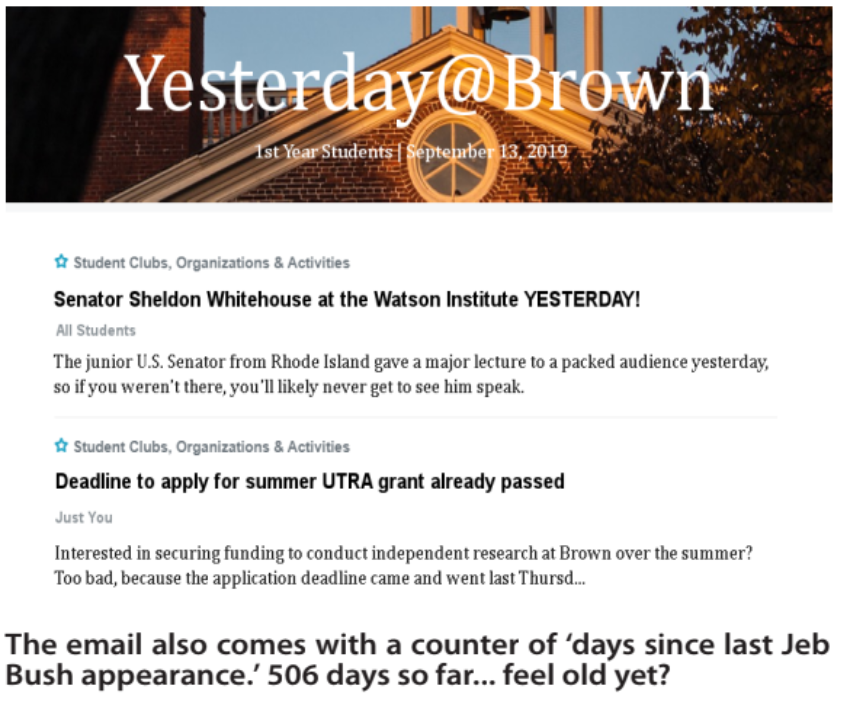 Yesterday@Brown
1st Year Students | September 13, 2019
Student Clubs, Organizations & Activities
Senator Sheldon Whitehouse at the Watson Institute YESTERDAY!
All Students
The junior U.S. Senator from Rhode Island gave a major lecture to a packed audience yesterday,
so if you weren't there, you'll likely never get to see him speak.
Student Clubs, Organizations & Activities
Deadline to apply for summer UTRA grant already passed
Just You
Interested in securing funding to conduct independent research at Brown over the summer?
Too bad, because the application deadline came and went last Thursd...
The email also comes with a counter of ‘days since last Jeb
Bush appearance.’ 506 days so far... feel old yet?